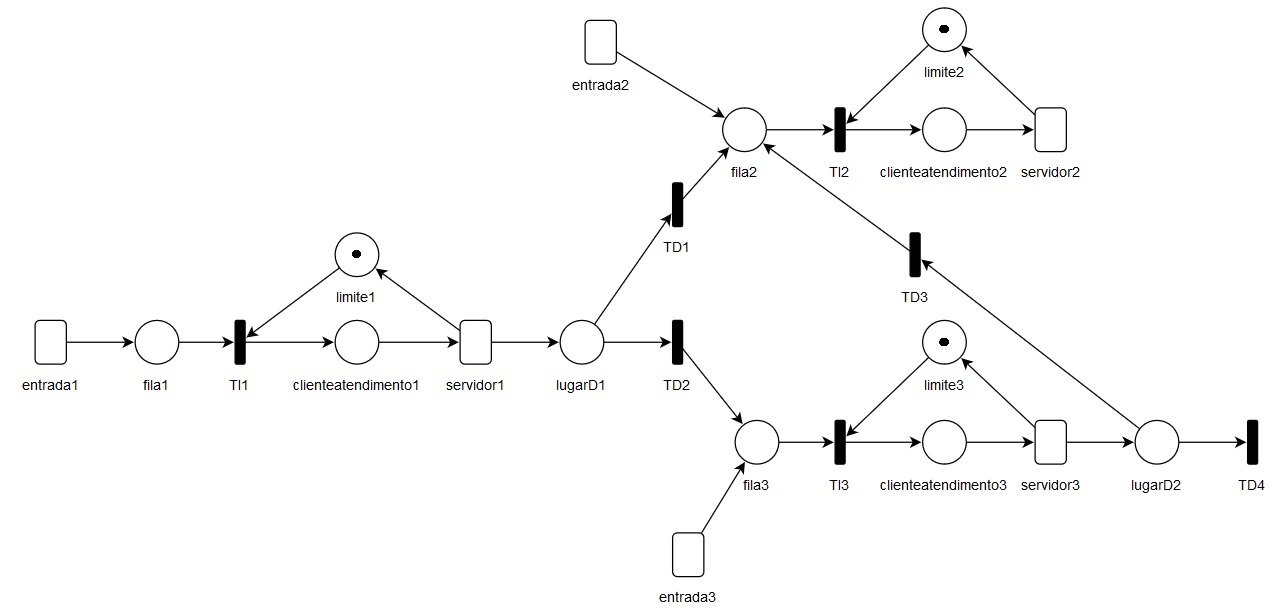 entrada2
limite2
fila2
TI2
clienteatendimento2
servidor2
TD1
limite1
TD3
entrada1
fila1
TI1
clienteatendimento1
servidor1
lugarD1
TD2
limite3
fila3
TI3
clienteatendimento3
servidor3
lugarD2
TD4
entrada3